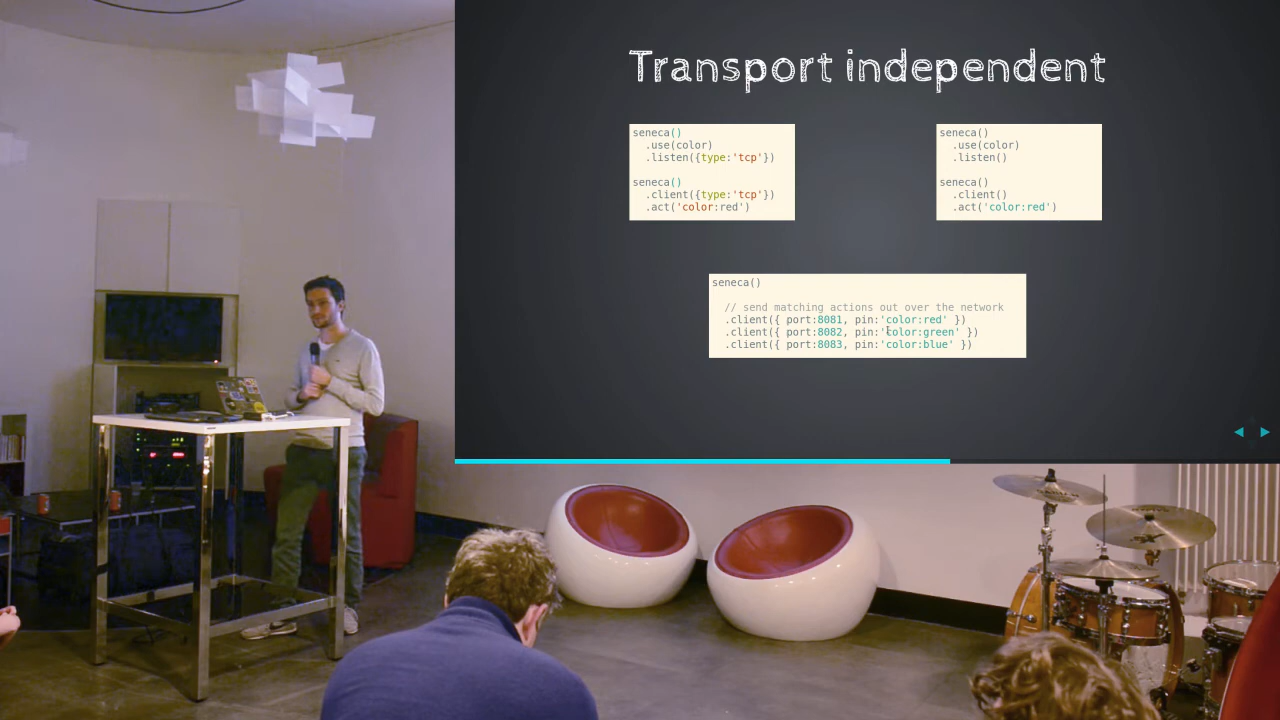 Transport independent
seneca()
  .use(color)
  .listen({type:'tcp'})

seneca()
  .client({type:'tcp'})
  .act('color:red')
seneca()
  .use(color)
  .listen()

seneca()
  .client()
  .act('color:red')
seneca()

  // send matching actions out over the network
  .client({ port:8081, pin:'color:red' })
  .client({ port:8082, pin:'color:green' })
  .client({ port:8083, pin:'color:blue' })